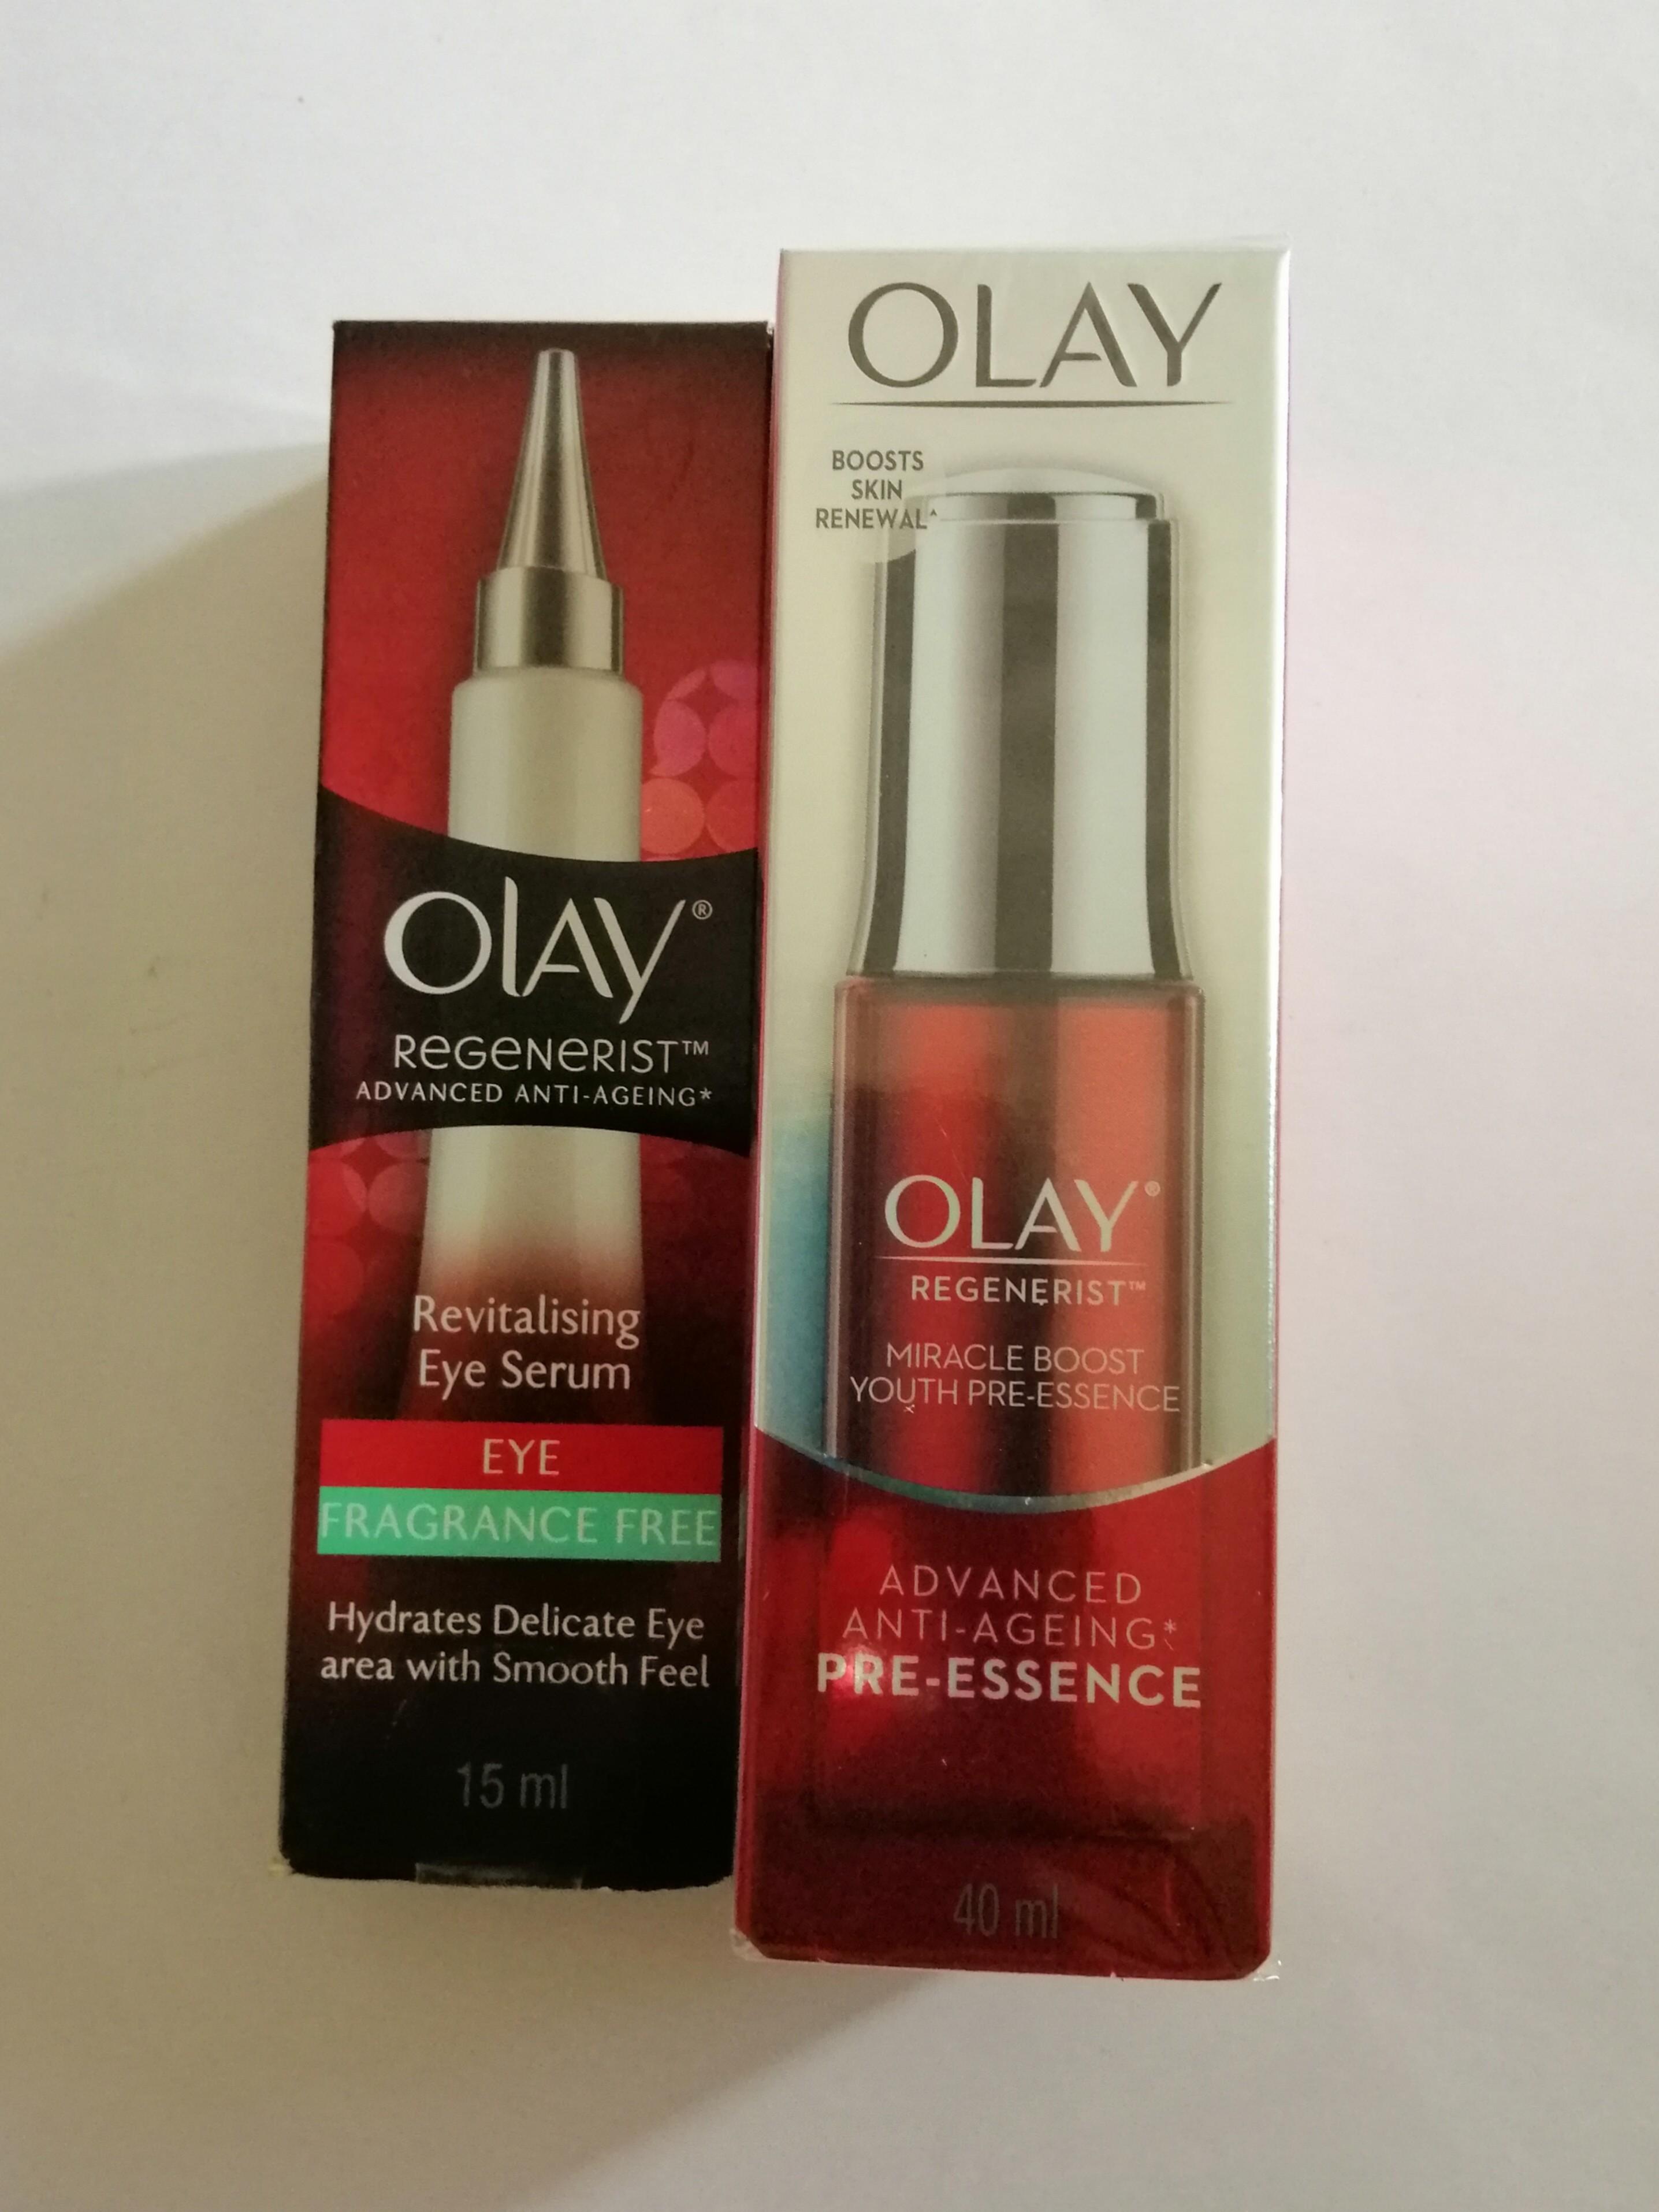 Olay®
REGENERIST™
ADVANCED ANTI-AGEING*
Revitalising
Eye Serum
EYE
FRAGRANCE FREE
Hydrates Delicate Eye
area with Smooth Feel
15 ml
OLAY
BOOSTS
SKIN
RENEWAL^
OLAY®
REGENERIST™
MIRACLE BOOST
YOUTH PRE-ESSENCE
ADVANCED
ANTI-AGEING*
PRE-ESSENCE
40 ml